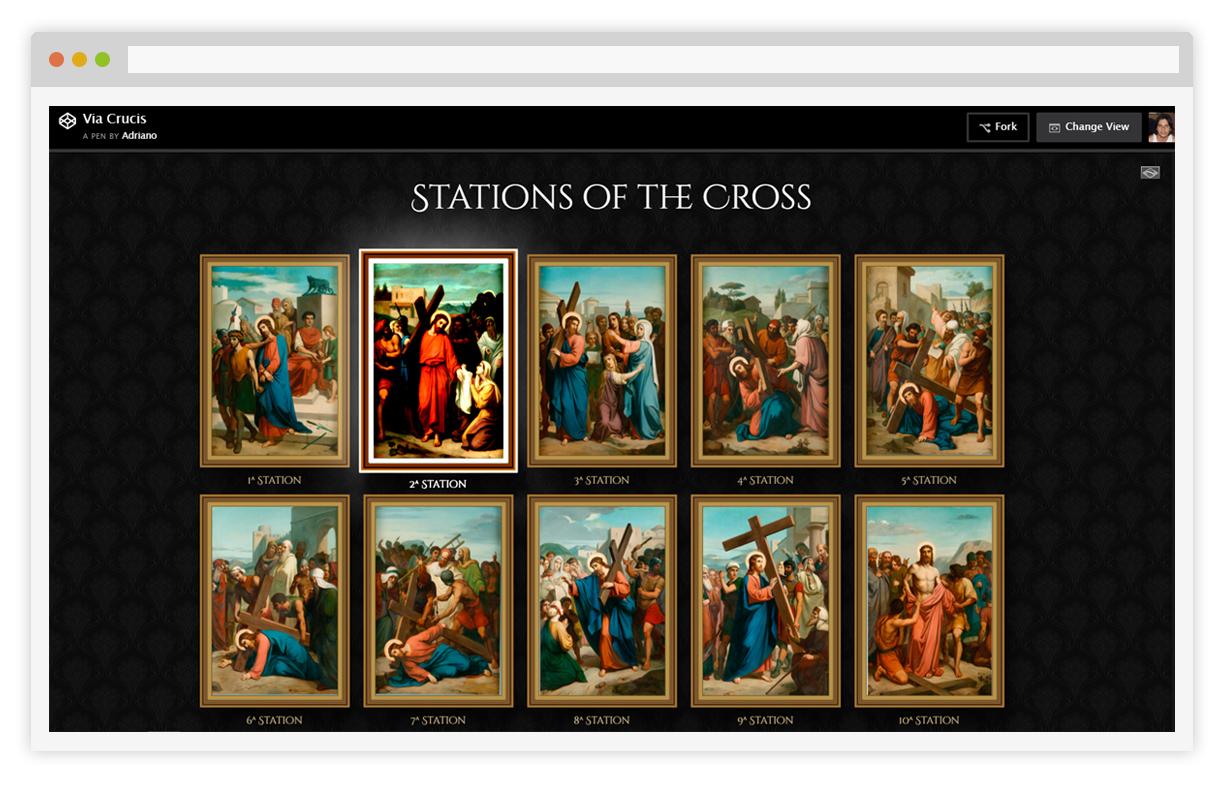 Via Crucis
A PEN BY Adriano
Fork
Change View
STATIONS OF THE CROSS
1ª STATION
2ª STATION
3ª STATION
4ª STATION
5ª STATION
6ª STATION
7ª STATION
8ª STATION
9ª STATION
10ª STATION